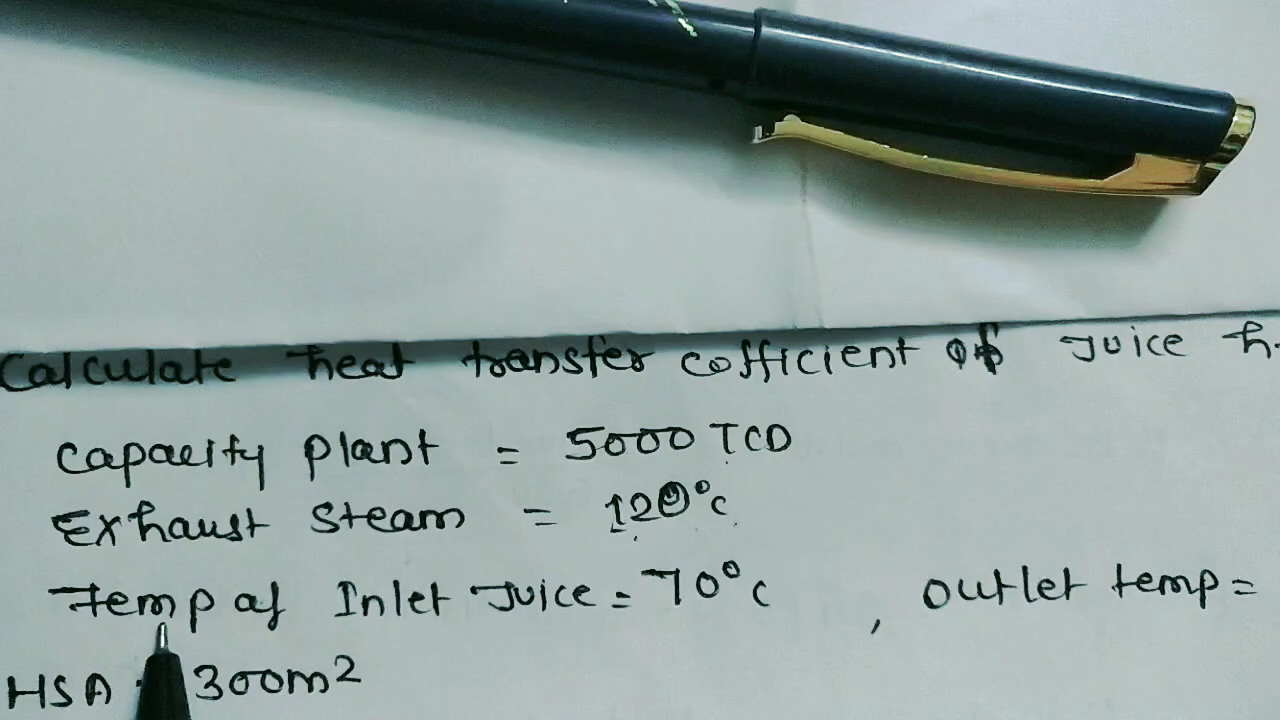 Calculate heat transfer cofficient of Juice h.
Capacity plant = 5000 TCD
Exhaust steam = 120°c
Temp of Inlet Juice = 70°c , outlet temp =
HSA 300m2